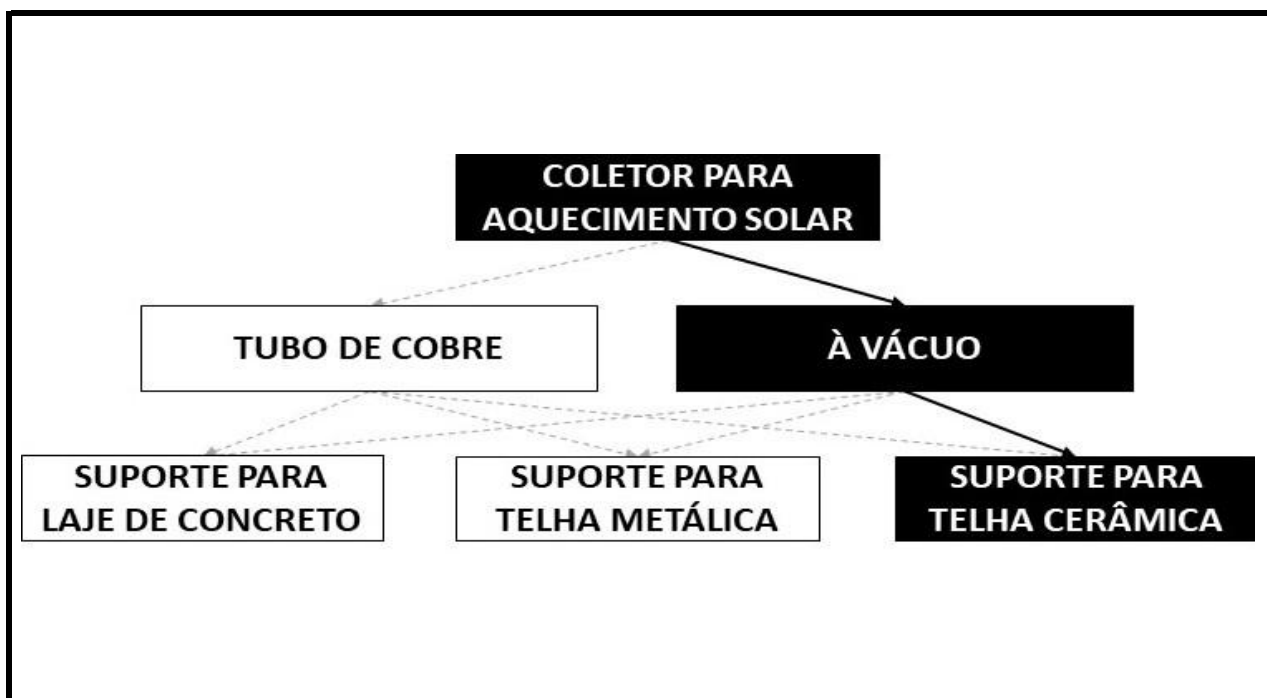 COLETOR PARA
AQUECIMENTO SOLAR
TUBO DE COBRE
À VÁCUO
SUPORTE PARA
LAJE DE CONCRETO
SUPORTE PARA
TELHA METÁLICA
SUPORTE PARA
TELHA CERÂMICA